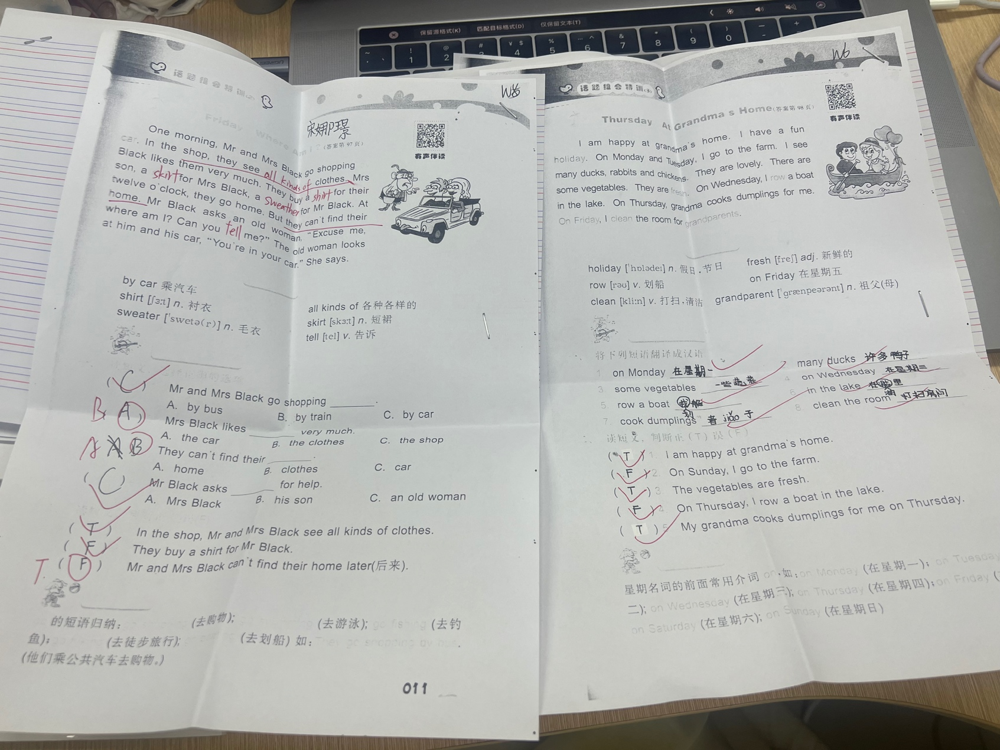 保留源格式(K) 匹配目标格式(D) 仅保留文本(T)
! @ # ¥ $ % … ^ & * ( ) — +
1 2 3 4 5 6 7 8 9 0 -
话题组合特训(2)
Friday Where Am I ? (答案第 97 页)
有声伴读
One morning, Mr and Mrs Black go shopping
car. In the shop, they see all kinds of clothes. Mrs
Black likes them very much. They buy a shirt for their
son, a skirt for Mrs Black, a sweather for Mr Black. At
twelve o'clock, they go home. But they can't find their
home. Mr Black asks an old woman, "Excuse me,
where am I? Can you tell me?" The old woman looks
at him and his car, "You're in your car." She says.
by car 乘汽车
shirt [ʃɜːt] n. 衬衣
sweater ['swetə(r)] n. 毛衣
all kinds of 各种各样的
skirt [skɜːt] n. 短裙
tell [tel] v. 告诉
( C ) Mr and Mrs Black go shopping ______.
A. by bus B. by train C. by car
B ( A ) Mrs Black likes ______ very much.
A. the car B. the clothes C. the shop
A A B They can't find their ______.
A. home B. clothes C. car
( C ) Mr Black asks ______ for help.
A. Mrs Black B. his son C. an old woman
( T ) In the shop, Mr and Mrs Black see all kinds of clothes.
( F ) They buy a shirt for Mr Black.
T ( F ) Mr and Mrs Black can't find their home later(后来).
的短语归纳: (去购物); (去游泳); go fishing (去钓
鱼); (去徒步旅行); (去划船) 如: They go shopping by bus.
(他们乘公共汽车去购物。)
011
话题组合特训(3)
W6
Thursday At Grandma s Home (答案第 98 页)
有声伴读
I am happy at grandma's home. I have a fun
holiday. On Monday and Tuesday, I go to the farm. I see
many ducks, rabbits and chickens. They are lovely. There are
some vegetables. They are fresh. On Wednesday, I row a boat
in the lake. On Thursday, grandma cooks dumplings for me.
On Friday, I clean the room for grandparents.
holiday ['hɒlədeɪ] n. 假日,节日
row [rəu] v. 划船
clean [kliːn] v. 打扫,清洁
fresh [freʃ] adj. 新鲜的
on Friday 在星期五
grandparent ['grænpeərənt] n. 祖父(母)
一、将下列短语翻译成汉语
1 on Monday 在星期一 many ducks 许多鸭子
3 some vegetables 一些蔬菜 4 on Wednesday 在星期三
5 row a boat 划船 6 in the lake 在湖里
7 cook dumplings 者 jiǎo 子 8 clean the room 打扫房间
二、读短文,判断正(T)误(F)
( T ) 1. I am happy at grandma's home.
( F ) 2. On Sunday, I go to the farm.
( T ) 3. The vegetables are fresh.
( F ) 4. On Thursday, I row a boat in the lake.
( T ) 5. My grandma cooks dumplings for me on Thursday.
星期名词的前面常用介词 on,如: on Monday (在星期一); on Tuesday
二); on Wednesday (在星期三); on Thursday (在星期四); on Friday
on Saturday (在星期六); on Sunday (在星期日)